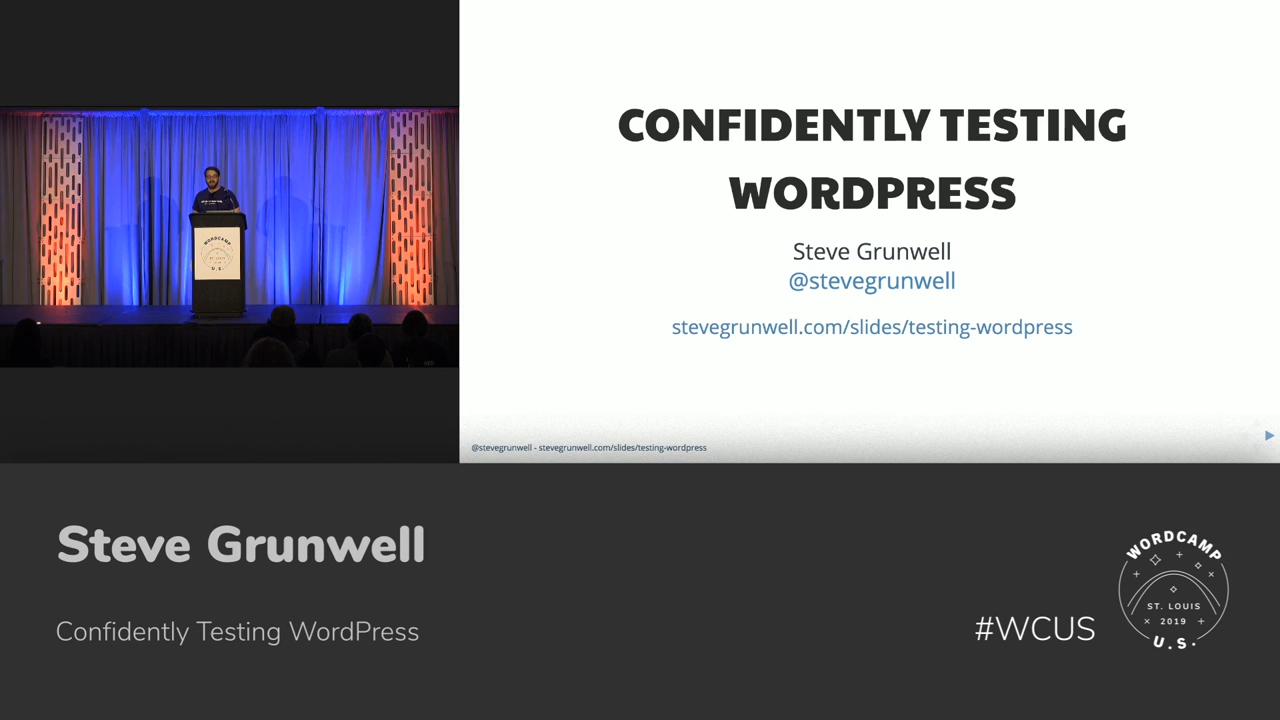 CONFIDENTLY TESTING
WORDPRESS
Steve Grunwell
@stevegrunwell
stevegrunwell.com/slides/testing-wordpress
@stevegrunwell - stevegrunwell.com/slides/testing-wordpress
WORDCAMP
U.S.
Steve Grunwell
Confidently Testing WordPress
#WCUS
WORDCAMP
ST. LOUIS
2019
U.S.